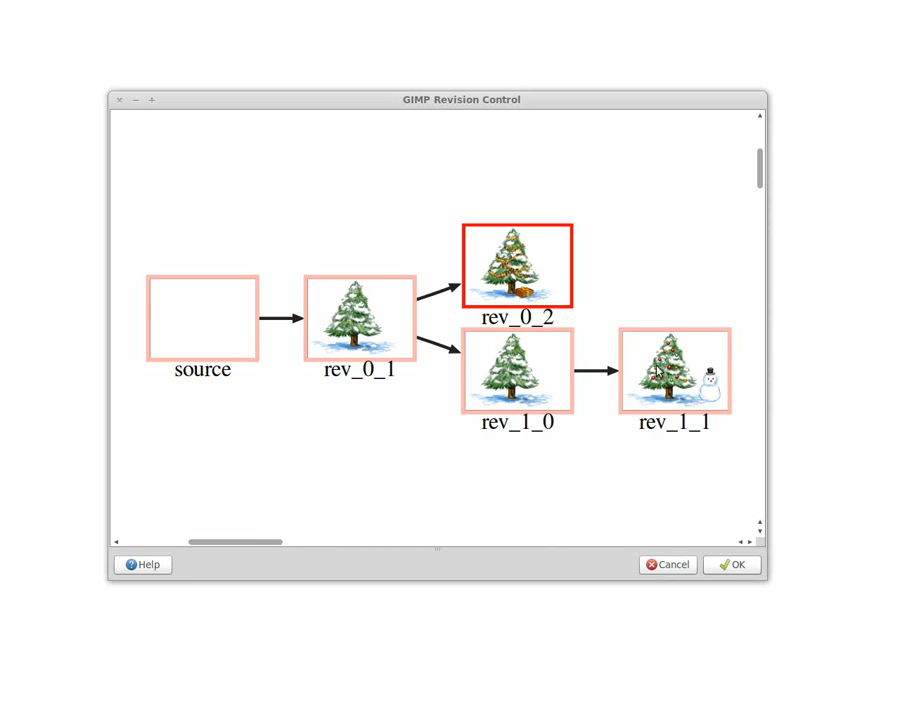 GIMP Revision Control
rev_0_2
source
rev_0_1
rev_1_0
rev_1_1
Help
Cancel
OK